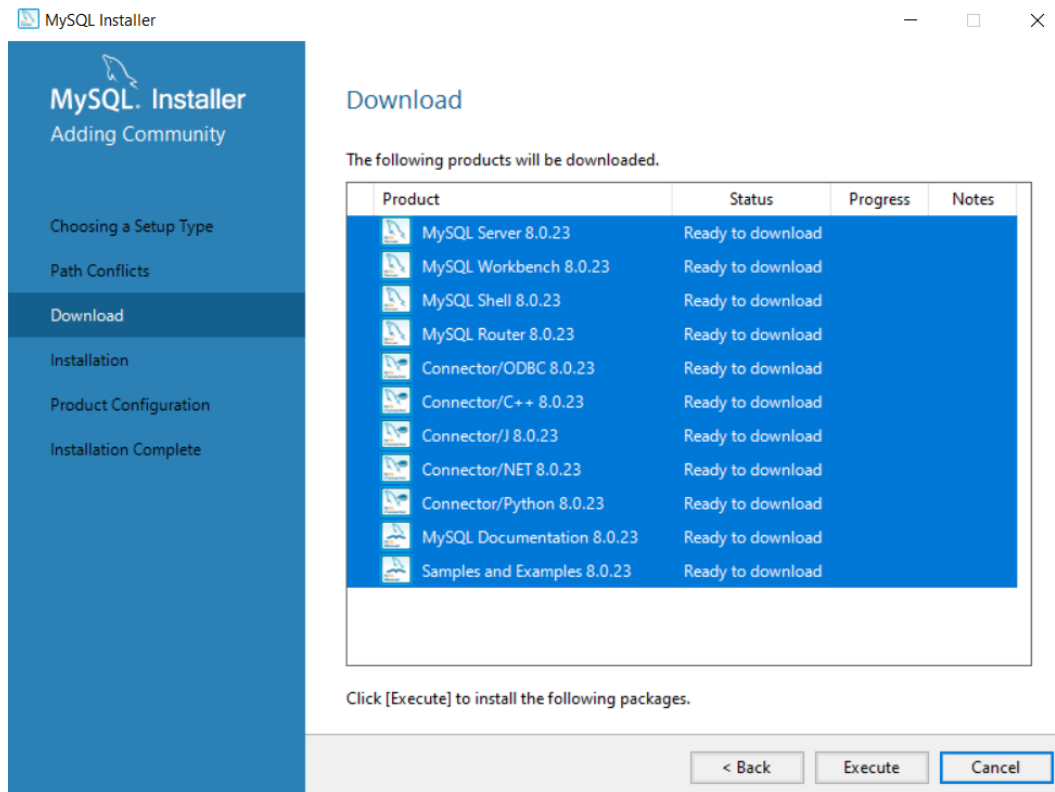 MySQL Installer
MySQL. Installer
Adding Community
Choosing a Setup Type
Path Conflicts
Download
Installation
Product Configuration
Installation Complete
Download
The following products will be downloaded.
Product Status Progress Notes
MySQL Server 8.0.23 Ready to download
MySQL Workbench 8.0.23 Ready to download
MySQL Shell 8.0.23 Ready to download
MySQL Router 8.0.23 Ready to download
Connector/ODBC 8.0.23 Ready to download
Connector/C++ 8.0.23 Ready to download
Connector/J 8.0.23 Ready to download
Connector/NET 8.0.23 Ready to download
Connector/Python 8.0.23 Ready to download
MySQL Documentation 8.0.23 Ready to download
Samples and Examples 8.0.23 Ready to download
Click [Execute] to install the following packages.
< Back Execute Cancel